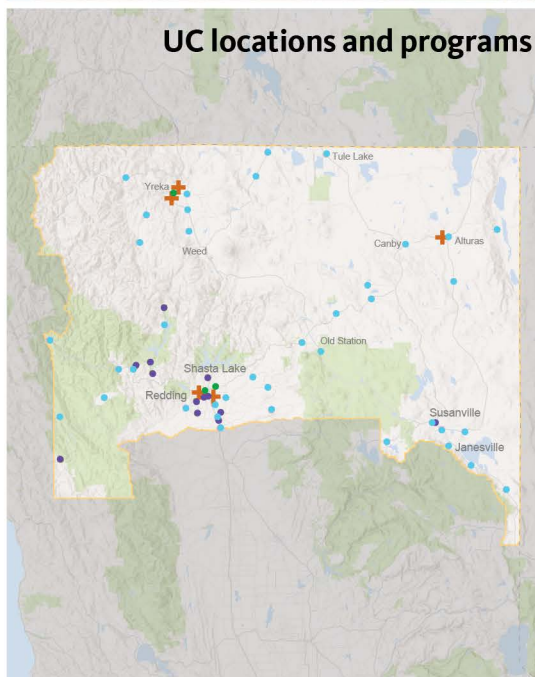 UC locations and programs
Tule Lake
Yreka
Canby
Alturas
Weed
Old Station
Shasta Lake
Redding
Susanville
Janesville